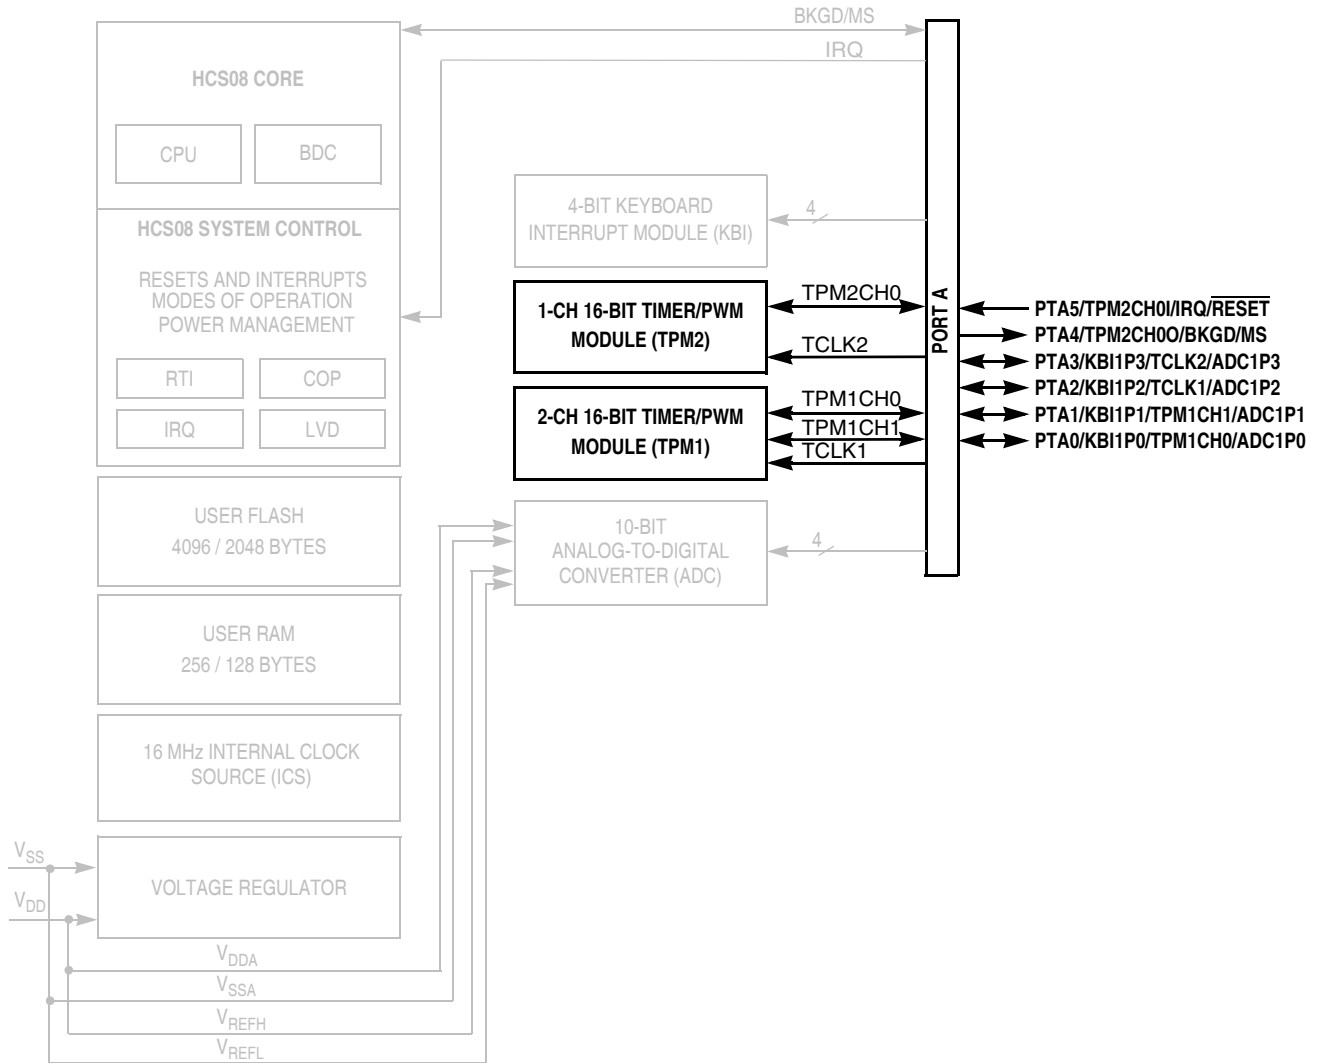 BKGD/MS
IRQ
HCS08 CORE
CPU
BDC
HCS08 SYSTEM CONTROL
RESETS AND INTERRUPTS
MODES OF OPERATION
POWER MANAGEMENT
RTI
COP
IRQ
LVD
USER FLASH
4096 / 2048 BYTES
USER RAM
256 / 128 BYTES
16 MHz INTERNAL CLOCK
SOURCE (ICS)
VOLTAGE REGULATOR
VSS
VDD
VDDA
VSSA
VREFH
VREFL
4-BIT KEYBOARD
INTERRUPT MODULE (KBI)
4
1-CH 16-BIT TIMER/PWM
MODULE (TPM2)
TPM2CH0
TCLK2
2-CH 16-BIT TIMER/PWM
MODULE (TPM1)
TPM1CH0
TPM1CH1
TCLK1
10-BIT
ANALOG-TO-DIGITAL
CONVERTER (ADC)
4
PORT A
PTA5/TPM2CH0I/IRQ/RESET
PTA4/TPM2CH0O/BKGD/MS
PTA3/KBI1P3/TCLK2/ADC1P3
PTA2/KBI1P2/TCLK1/ADC1P2
PTA1/KBI1P1/TPM1CH1/ADC1P1
PTA0/KBI1P0/TPM1CH0/ADC1P0